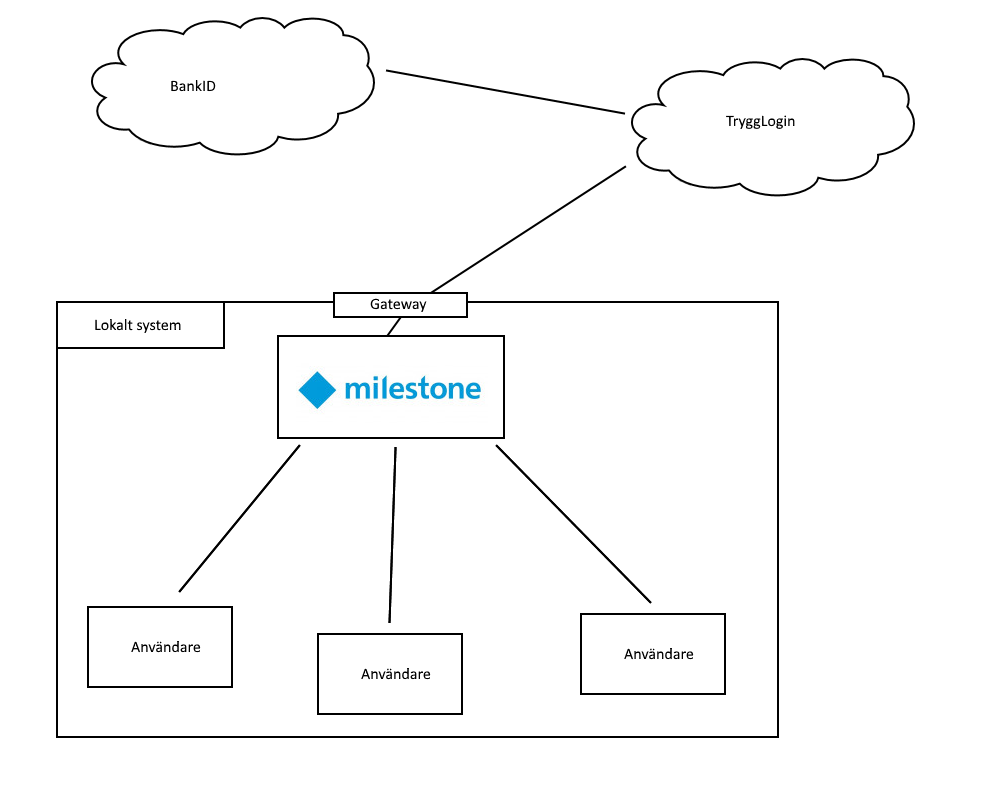 BankID
TryggLogin
Gateway
Lokalt system
milestone
Användare
Användare
Användare